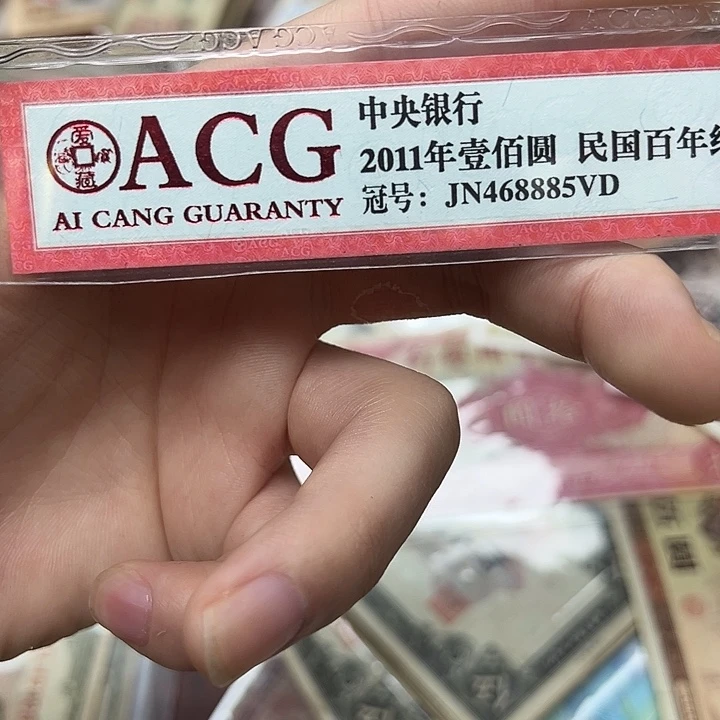 ACG
AI CANG GUARANTY
中央银行
2011年壹佰圆 民国百年纪
冠号：JN468885VD